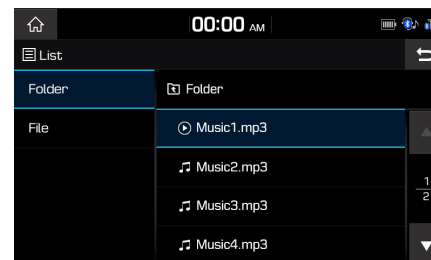 00:00 AM
List
Folder
Folder
File
Music1.mp3
Music2.mp3
1
2
Music3.mp3
Music4.mp3